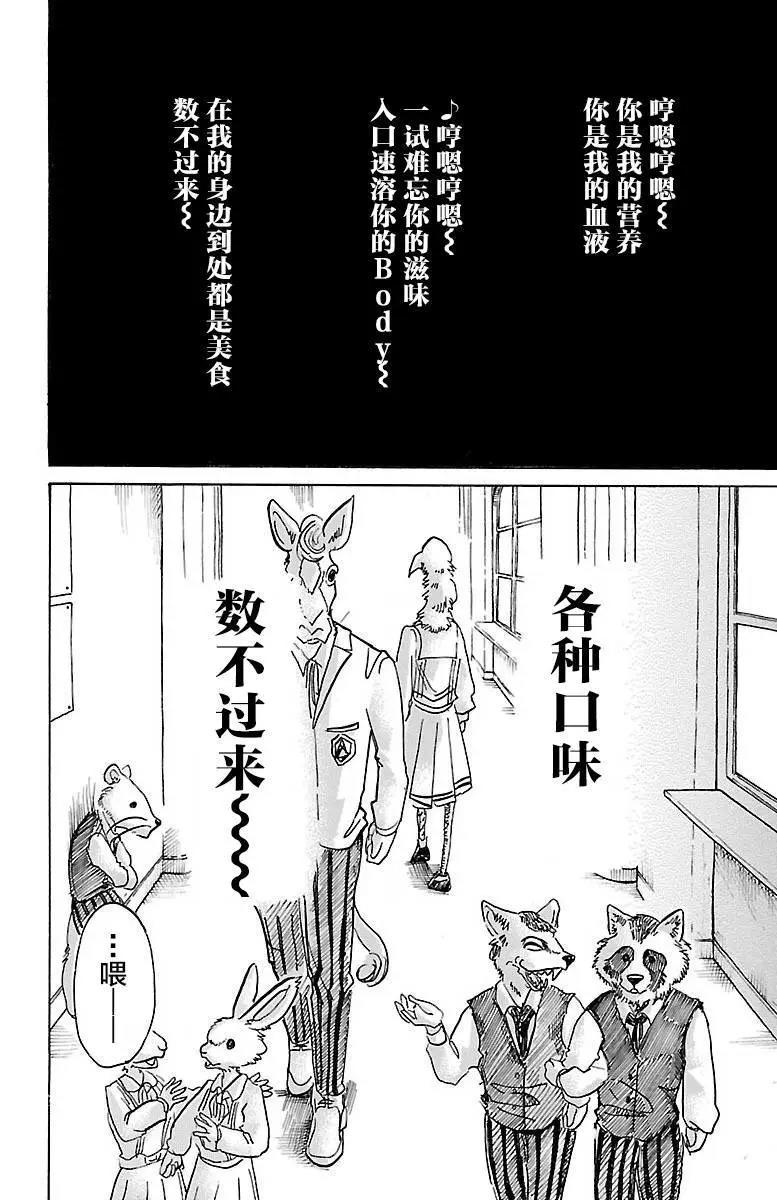 哼嗯哼嗯~
你是我的营养
你是我的血液
♪哼嗯哼嗯~
一试难忘你的滋味
入口速溶你的Body~
在我的身边到处都是美食
数不过来~
各种口味
数不过来~
…喂——